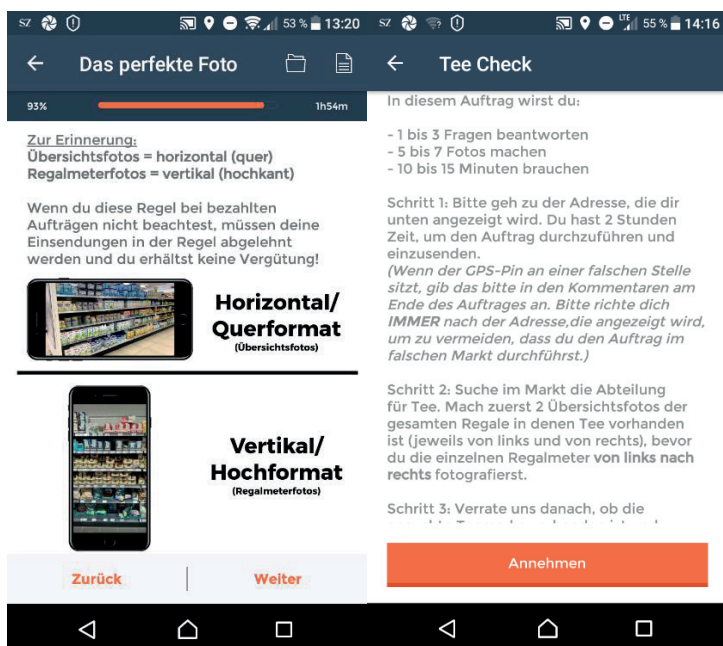 SZ 53 % 13:20
Das perfekte Foto
93% 1h54m
Zur Erinnerung:
Übersichtsfotos = horizontal (quer)
Regalmeterfotos = vertikal (hochkant)
Wenn du diese Regel bei bezahlten
Aufträgen nicht beachtest, müssen deine
Einsendungen in der Regel abgelehnt
werden und du erhältst keine Vergütung!
Horizontal/
Querformat
(Übersichtsfotos)
Vertikal/
Hochformat
(Regalmeterfotos)
Zurück Weiter
SZ LTE 55 % 14:16
Tee Check
In diesem Auftrag wirst du:
- 1 bis 3 Fragen beantworten
- 5 bis 7 Fotos machen
- 10 bis 15 Minuten brauchen
Schritt 1: Bitte geh zu der Adresse, die dir
unten angezeigt wird. Du hast 2 Stunden
Zeit, um den Auftrag durchzuführen und
einzusenden.
(Wenn der GPS-Pin an einer falschen Stelle
sitzt, gib das bitte in den Kommentaren am
Ende des Auftrages an. Bitte richte dich
IMMER nach der Adresse,die angezeigt wird,
um zu vermeiden, dass du den Auftrag im
falschen Markt durchführst.)
Schritt 2: Suche im Markt die Abteilung
für Tee. Mach zuerst 2 Übersichtsfotos der
gesamten Regale in denen Tee vorhanden
ist (jeweils von links und von rechts), bevor
du die einzelnen Regalmeter von links nach
rechts fotografierst.
Schritt 3: Verrate uns danach, ob die
Annehmen